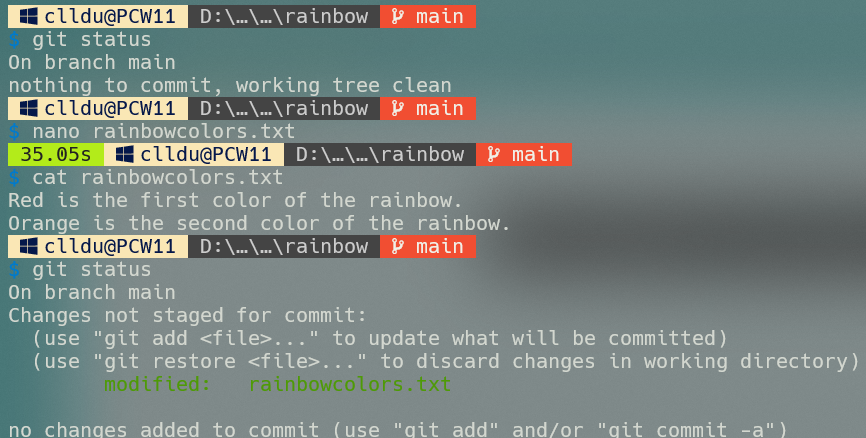 clldu@PCW11 D:\…\…\rainbow main
$ git status
On branch main
nothing to commit, working tree clean
clldu@PCW11 D:\…\…\rainbow main
$ nano rainbowcolors.txt
35.05s clldu@PCW11 D:\…\…\rainbow main
$ cat rainbowcolors.txt
Red is the first color of the rainbow.
Orange is the second color of the rainbow.
clldu@PCW11 D:\…\…\rainbow main
$ git status
On branch main
Changes not staged for commit:
  (use "git add <file>..." to update what will be committed)
  (use "git restore <file>..." to discard changes in working directory)
        modified:   rainbowcolors.txt
no changes added to commit (use "git add" and/or "git commit -a")